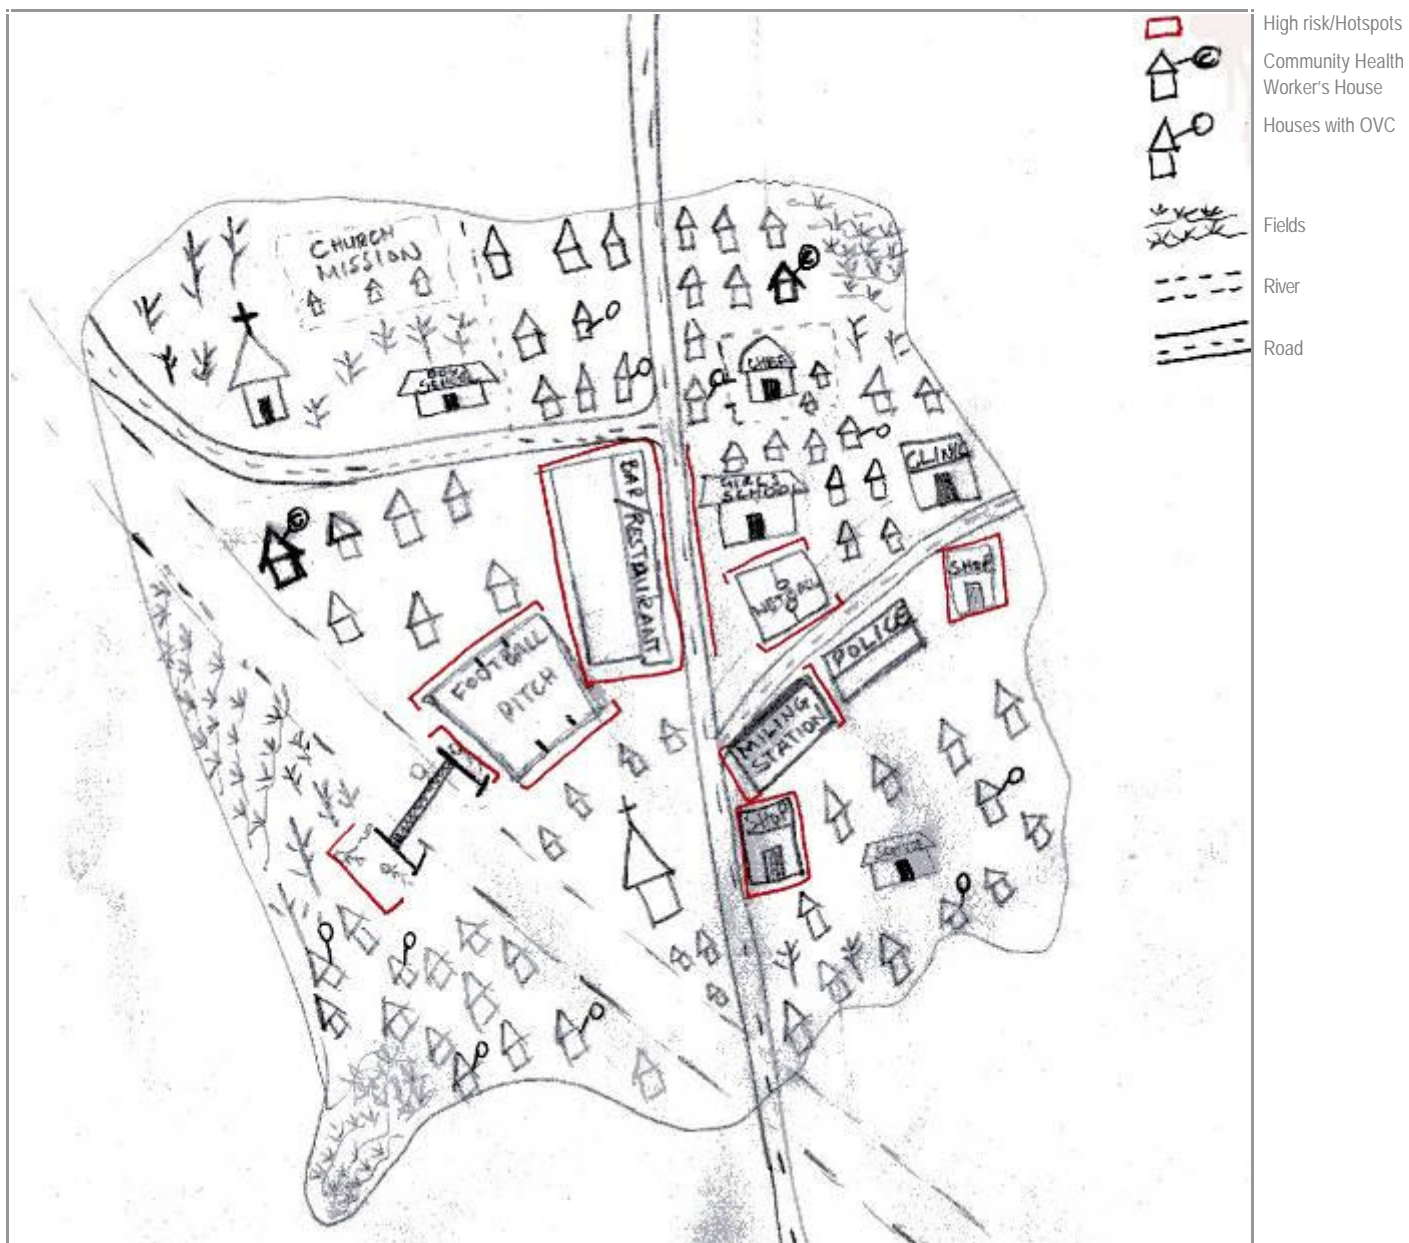 High risk/Hotspots
Community Health
Worker's House
Houses with OVC
Fields
River
Road
C
CHURCH
MISSION
C
CHIEF
BOYS
SCHOOL
CLINIC
GIRLS
SCHOOL
BAR/RESTAURANT
C
SHOP
NETBALL
POLICE
FOOTBALL
PITCH
MILING
STATION
SHOP